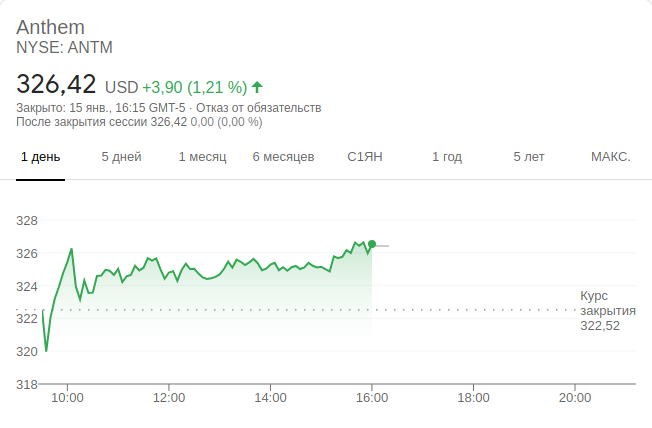 Anthem
NYSE: ANTM
326,42 USD +3,90 (1,21 %)
Закрыто: 15 янв., 16:15 GMT-5 · Отказ от обязательств
После закрытия сессии 326,42 0,00 (0,00 %)
1 день 5 дней 1 месяц 6 месяцев С1ЯН 1 год 5 лет МАКС.
328
326
324
322
320
318
Курс
закрытия
322,52
10:00 12:00 14:00 16:00 18:00 20:00